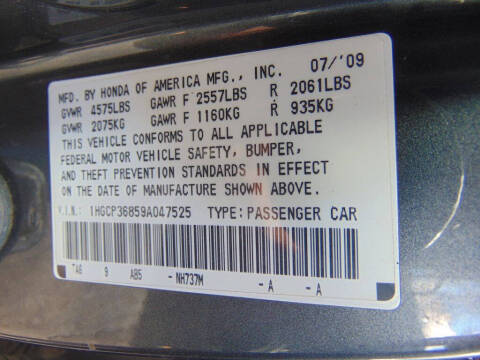 MFD. BY HONDA OF AMERICA MFG., INC. 07/'09
GVWR 4575LBS GAWR F 2557LBS R 2061LBS
GVWR 2075KG GAWR F 1160KG R 935KG
THIS VEHICLE CONFORMS TO ALL APPLICABLE
FEDERAL MOTOR VEHICLE SAFETY, BUMPER,
AND THEFT PREVENTION STANDARDS IN EFFECT
ON THE DATE OF MANUFACTURE SHOWN ABOVE.
V.I.N.: 1HGCP36859A047525 TYPE: PASSENGER CAR
TA6 9 AB5 - NH737M - A - A